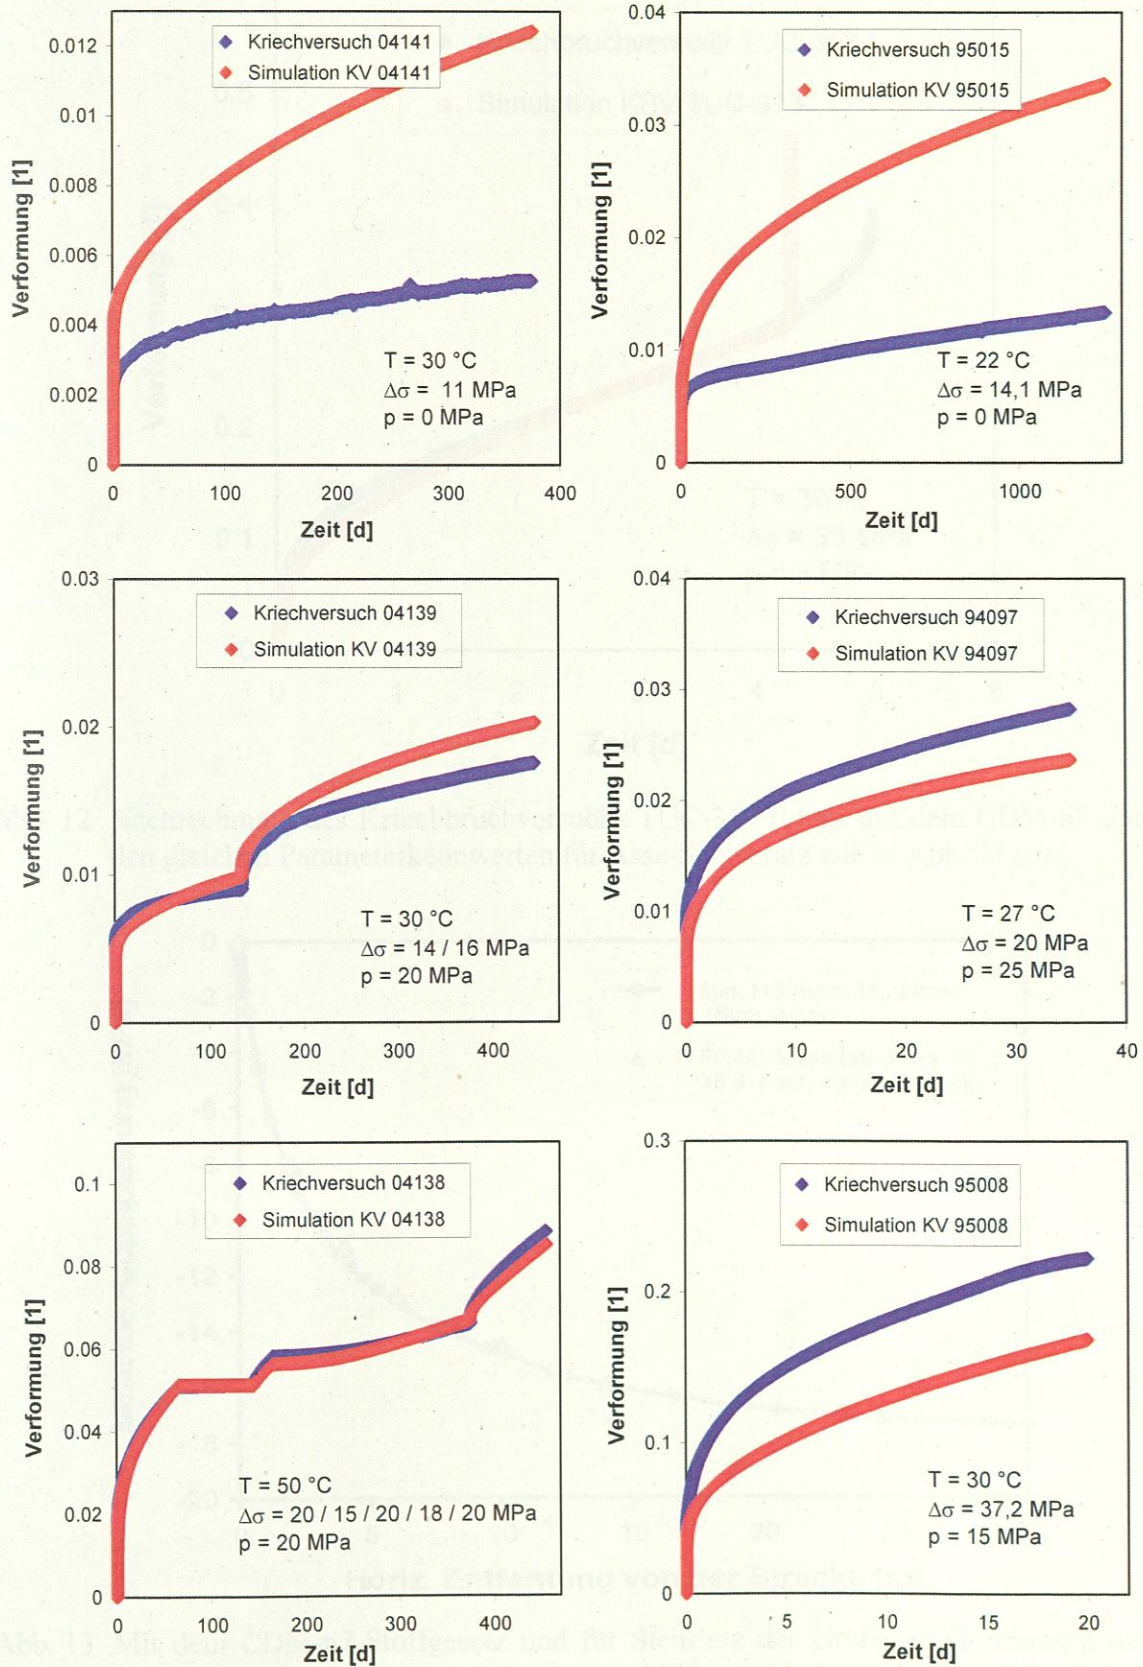 Verformung [1]
0.012
0.01
0.008
0.006
0.004
0.002
0
Kriechversuch 04141
Simulation KV 04141
T = 30 °C
Δσ = 11 MPa
p = 0 MPa
0 100 200 300 400
Zeit [d]
Verformung [1]
0.04
0.03
0.02
0.01
0
Kriechversuch 95015
Simulation KV 95015
T = 22 °C
Δσ = 14,1 MPa
p = 0 MPa
0 500 1000
Zeit [d]
Verformung [1]
0.03
0.02
0.01
0
Kriechversuch 04139
Simulation KV 04139
T = 30 °C
Δσ = 14 / 16 MPa
p = 20 MPa
0 100 200 300 400
Zeit [d]
Verformung [1]
0.04
0.03
0.02
0.01
0
Kriechversuch 94097
Simulation KV 94097
T = 27 °C
Δσ = 20 MPa
p = 25 MPa
0 10 20 30 40
Zeit [d]
Verformung [1]
0.1
0.08
0.06
0.04
0.02
0
Kriechversuch 04138
Simulation KV 04138
T = 50 °C
Δσ = 20 / 15 / 20 / 18 / 20 MPa
p = 20 MPa
0 100 200 300 400
Zeit [d]
Verformung [1]
0.3
0.2
0.1
0
Kriechversuch 95008
Simulation KV 95008
T = 30 °C
Δσ = 37,2 MPa
p = 15 MPa
0 5 10 15 20
Zeit [d]